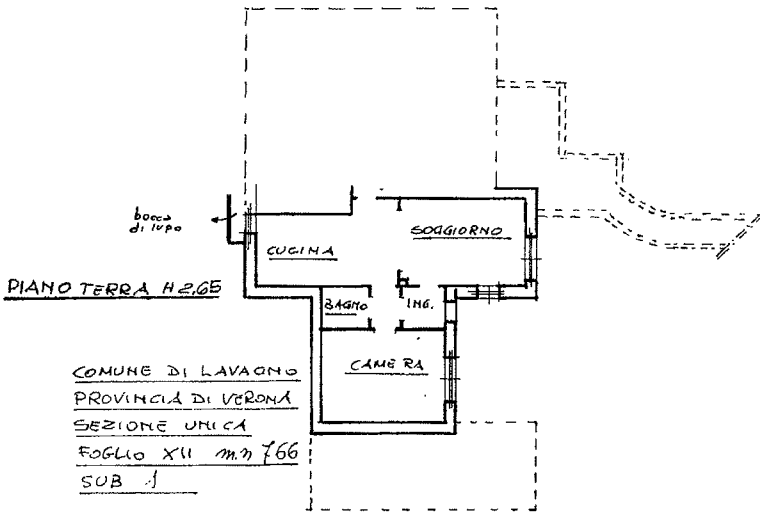 bocca
di lupo
SOGGIORNO
CUCINA
PIANO TERRA H 2,65
BAGNO
ING.
CAMERA
COMUNE DI LAVAGNO
PROVINCIA DI VERONA
SEZIONE UNICA
FOGLIO XII m.n 766
SUB 1